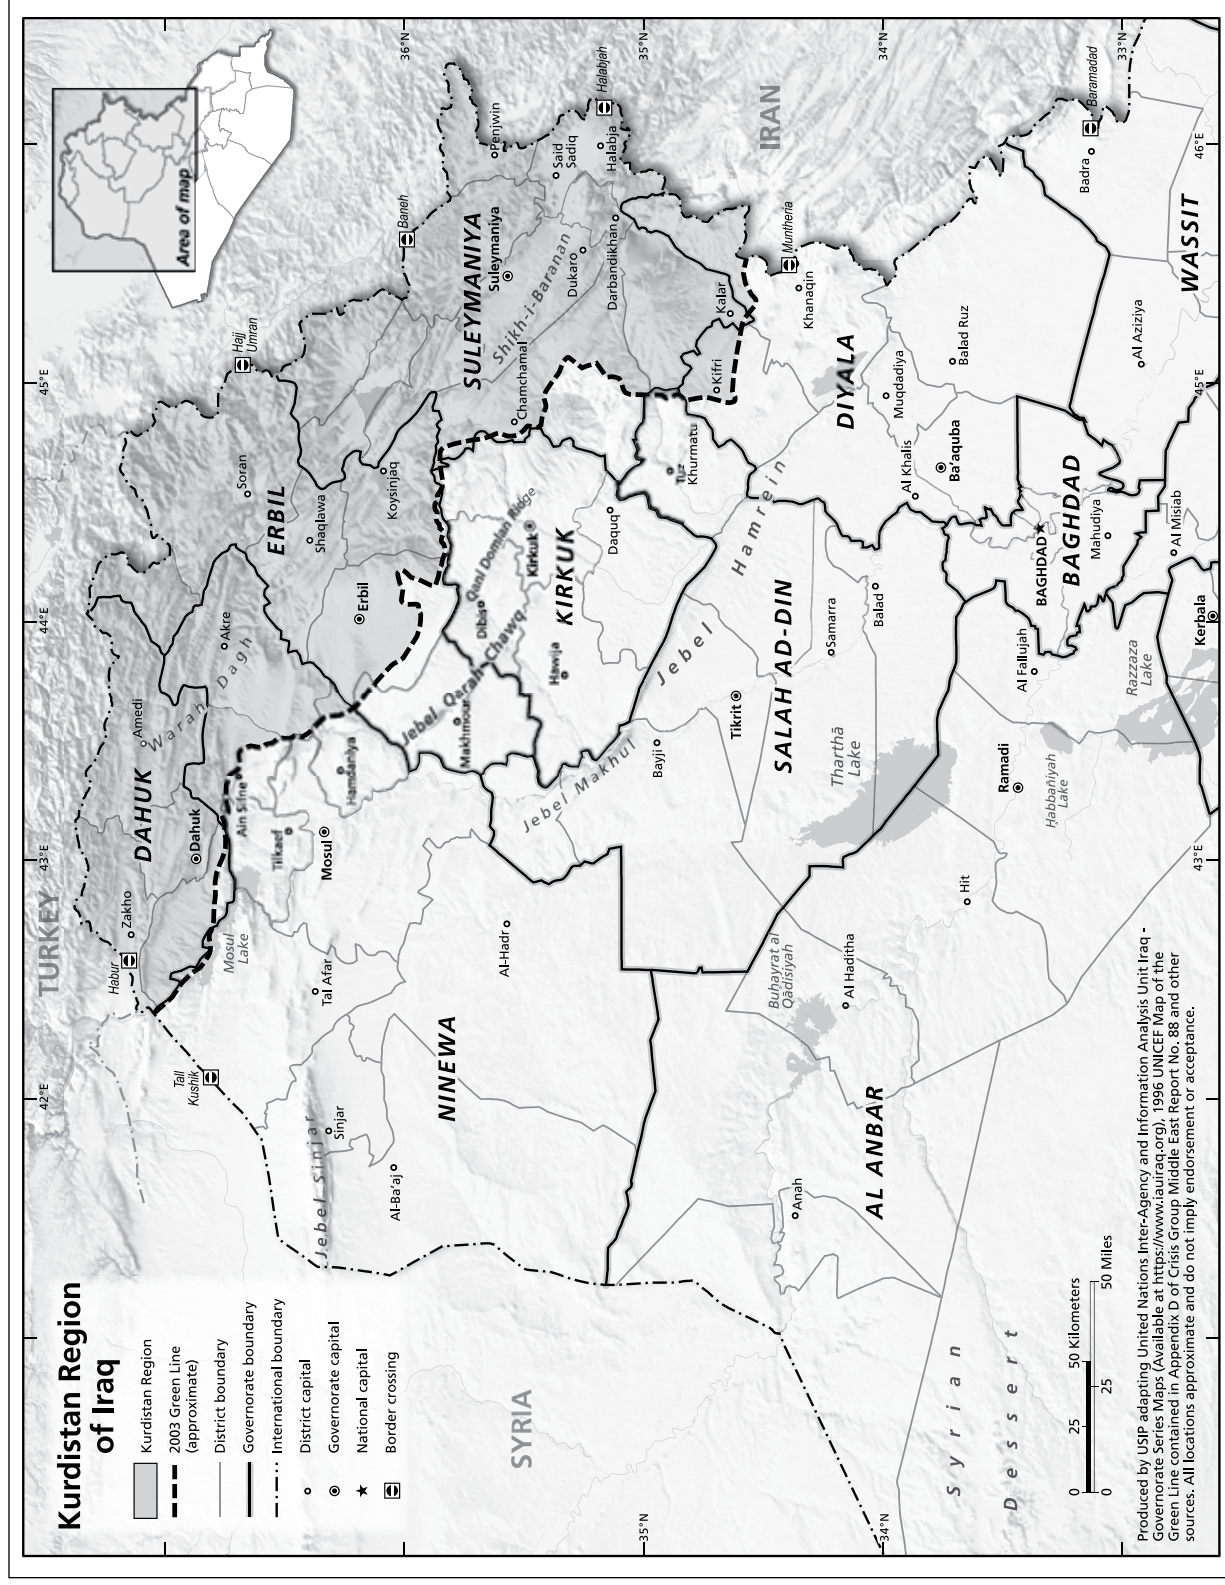 Kurdistan Region
of Iraq
Kurdistan Region
2003 Green Line
(approximate)
District boundary
Governorate boundary
International boundary
District capital
Governorate capital
National capital
Border crossing
Area of map
TURKEY
SYRIA
IRAN
42°E
43°E
44°E
45°E
36°N
35°N
34°N
33°N
46°E
45°E
43°E
35°N
34°N
DAHUK
Habur
Zakho
Dahuk
Amedi
Akre
Warah Dagh
ERBIL
Soran
Shaqlawa
Koysinjaq
Erbil
Hajj
Umran
SULEYMANIYA
Baneh
Penjwin
Suleymaniya
Said
Sadiq
Halabjah
Halabja
Shikh-i-Baranan
Dukaro
Darbandikhan
Chamchamal
Kalar
Kifri
NINEWA
Tall
Kushik
Mosul
Lake
Ain Sifne
Tilkaef
Mosul
Hamdaniya
Tal Afar
Jebel Sinjar
Sinjar
Al-Ba'aj
Al-Hadr
Makhmour
Jebel Qarah Chawq
KIRKUK
Qani Domlan Ridge
Dibis
Kirkuk
Hawija
Daquq
SALAH AD-DIN
Jebel Makhul
Jebel Hamrein
Tuz
Khurmatu
Bayji
Tikrit
Samarra
Balad
Tharthā
Lake
DIYALA
Muntheria
Khanaqin
Muqdadiya
Balad Ruz
Al Khalis
Ba'aquba
AL ANBAR
Anah
Buḩayrat al
Qādisīyah
Al Haditha
Hit
Ramadi
Ḩabbānīyah
Lake
Al Fallujah
Razzaza
Lake
BAGHDAD
BAGHDAD
Mahudiya
Al Misiab
Kerbala
WASSIT
Al Aziziya
Badra
Baramadad
Syrian
Dessert
0 25 50 Kilometers
0 25 50 Miles
Produced by USIP adapting United Nations Inter-Agency and Information Analysis Unit Iraq -
Governorate Series Maps (Available at https://www.iauiraq.org), 1996 UNICEF Map of the
Green Line contained in Appendix D of Crisis Group Middle East Report No. 88 and other
sources. All locations approximate and do not imply endorsement or acceptance.